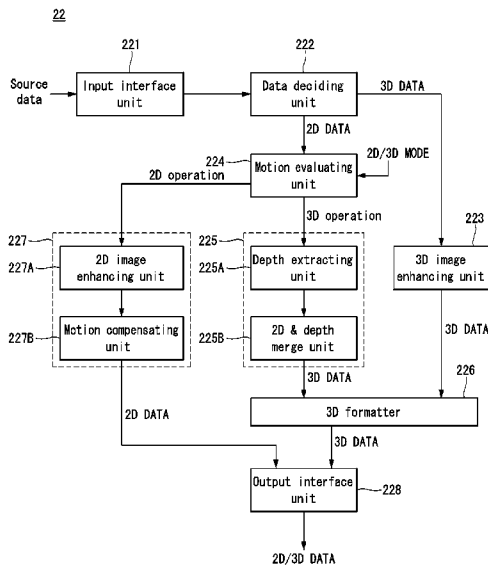 22
221
222
Source
data
Input interface
unit
Data deciding
unit
3D DATA
2D DATA
224
2D/3D MODE
2D operation
Motion evaluating
unit
3D operation
227
225
223
227A
2D image
enhancing unit
225A
Depth extracting
unit
3D image
enhancing unit
227B
Motion compensating
unit
225B
2D & depth
merge unit
3D DATA
3D DATA
226
2D DATA
3D formatter
3D DATA
Output interface
unit
228
2D/3D DATA